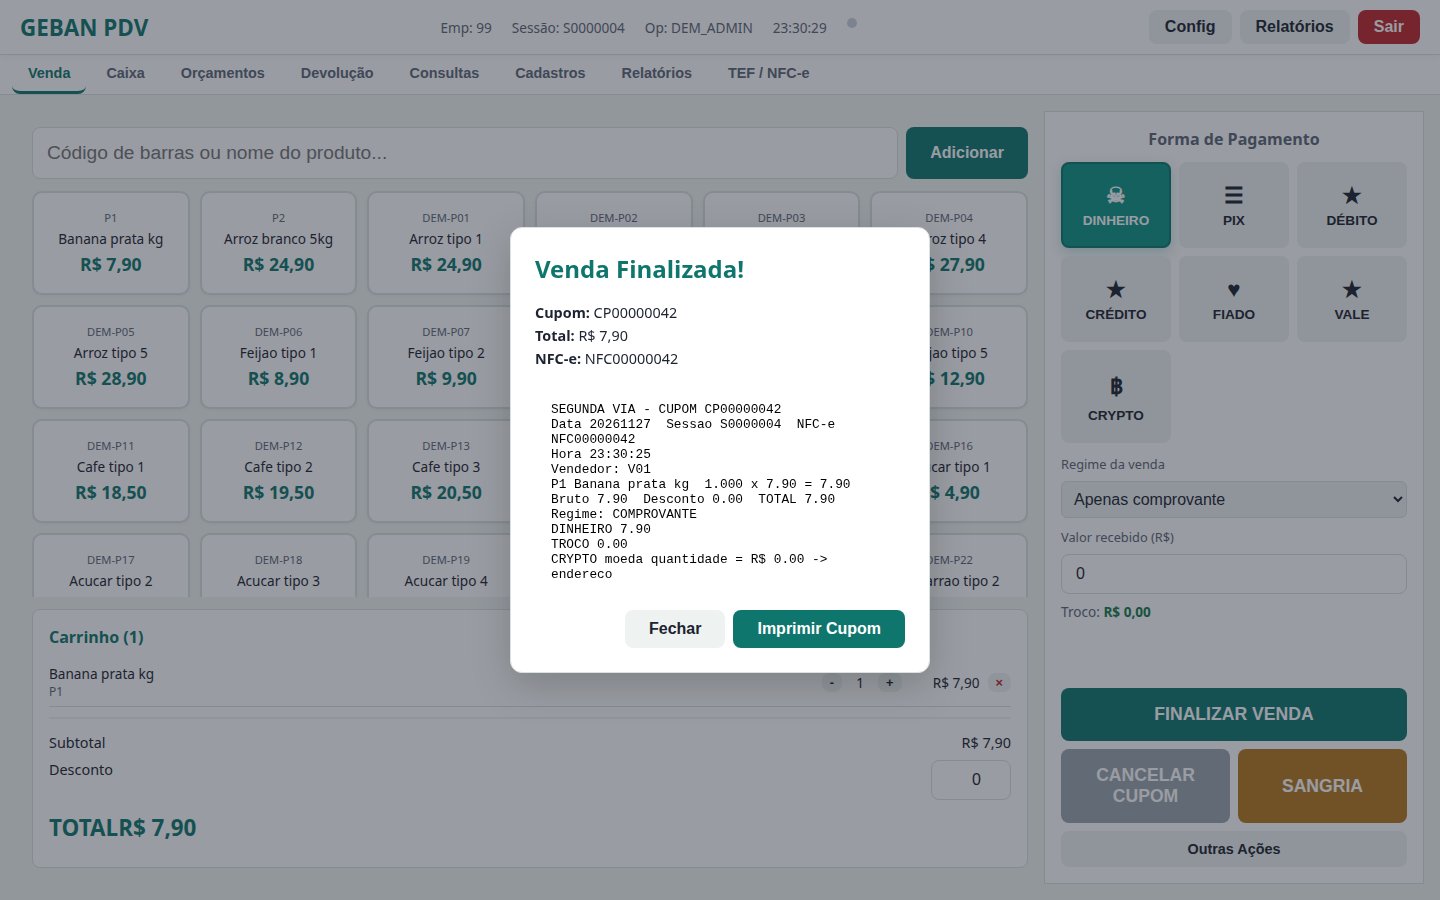 GEBAN PDV
Emp: 99 Sessão: S0000004 Op: DEM_ADMIN 23:30:29
Config Relatórios Sair
Venda Caixa Orçamentos Devolução Consultas Cadastros Relatórios TEF / NFC-e
Código de barras ou nome do produto...
Adicionar
P1 P2 DEM-P01 DEM-P02 DEM-P03 DEM-P04
Banana prata kg Arroz branco 5kg Arroz tipo 1 roz tipo 4
R$ 7,90 R$ 24,90 R$ 24,90 $ 27,90
DEM-P05 DEM-P06 DEM-P07 DEM-P10
Arroz tipo 5 Feijao tipo 1 Feijao tipo 2 jao tipo 5
R$ 28,90 R$ 8,90 R$ 9,90 $ 12,90
DEM-P11 DEM-P12 DEM-P13 DEM-P16
Cafe tipo 1 Cafe tipo 2 Cafe tipo 3 car tipo 1
R$ 18,50 R$ 19,50 R$ 20,50 $ 4,90
DEM-P17 DEM-P18 DEM-P19 DEM-P22
Acucar tipo 2 Acucar tipo 3 Acucar tipo 4 arrao tipo 2
Venda Finalizada!
Cupom: CP00000042
Total: R$ 7,90
NFC-e: NFC00000042
SEGUNDA VIA - CUPOM CP00000042
Data 20261127 Sessao S0000004 NFC-e
NFC00000042
Hora 23:30:25
Vendedor: V01
P1 Banana prata kg 1.000 x 7.90 = 7.90
Bruto 7.90 Desconto 0.00 TOTAL 7.90
Regime: COMPROVANTE
DINHEIRO 7.90
TROCO 0.00
CRYPTO moeda quantidade = R$ 0.00 ->
endereco
Fechar Imprimir Cupom
Carrinho (1)
Banana prata kg
P1
- 1 + R$ 7,90 ×
Subtotal R$ 7,90
Desconto 0
TOTALR$ 7,90
Forma de Pagamento
☠ ☰ ★
DINHEIRO PIX DÉBITO
★ ♥ ★
CRÉDITO FIADO VALE
฿
CRYPTO
Regime da venda
Apenas comprovante
Valor recebido (R$)
0
Troco: R$ 0,00
FINALIZAR VENDA
CANCELAR
CUPOM
SANGRIA
Outras Ações